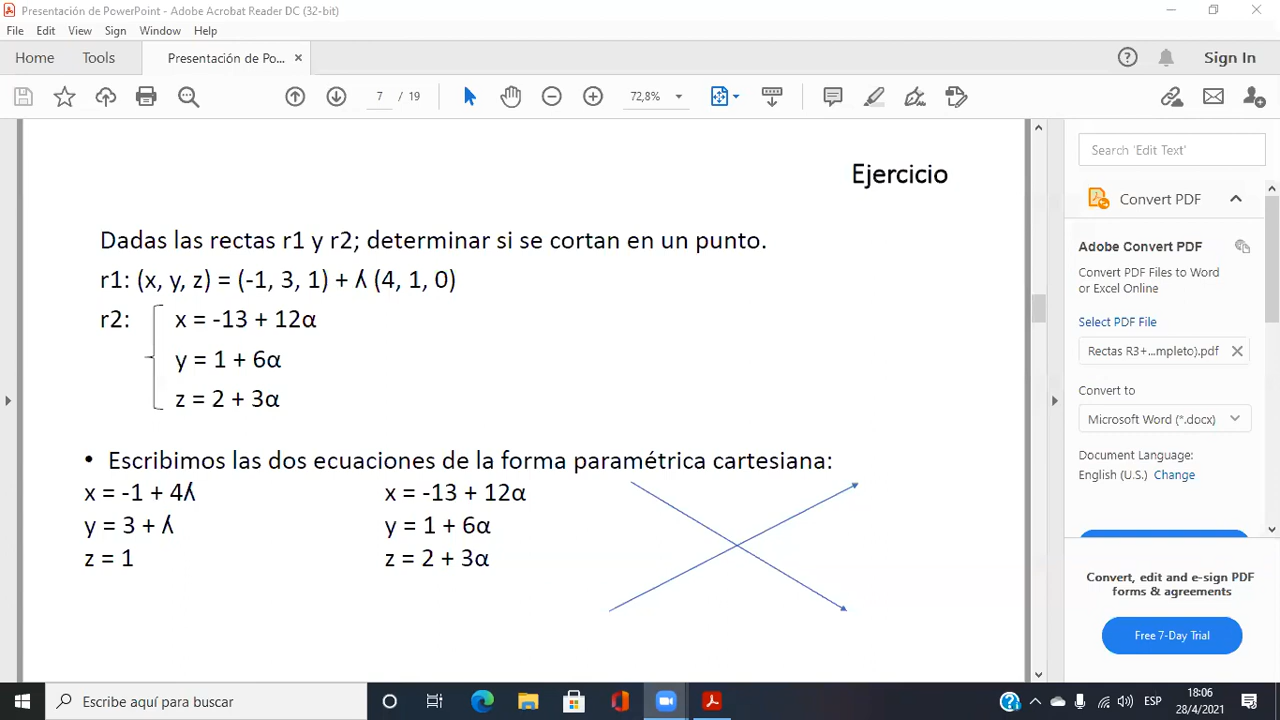 Presentación de PowerPoint - Adobe Acrobat Reader DC (32-bit)
File Edit View Sign Window Help
Home Tools Presentación de Po... × Sign In
7 / 19 72,8%
Ejercicio
Dadas las rectas r1 y r2; determinar si se cortan en un punto.
r1: (x, y, z) = (-1, 3, 1) + ʎ (4, 1, 0)
r2: x = -13 + 12α
y = 1 + 6α
z = 2 + 3α
• Escribimos las dos ecuaciones de la forma paramétrica cartesiana:
x = -1 + 4ʎ x = -13 + 12α
y = 3 + ʎ y = 1 + 6α
z = 1 z = 2 + 3α
Search 'Edit Text'
Convert PDF
Adobe Convert PDF
Convert PDF Files to Word
or Excel Online
Select PDF File
Rectas R3+...mpleto).pdf
Convert to
Microsoft Word (*.docx)
Document Language:
English (U.S.) Change
Convert, edit and e-sign PDF
forms & agreements
Free 7-Day Trial
Escribe aquí para buscar
ESP
18:06
28/4/2021